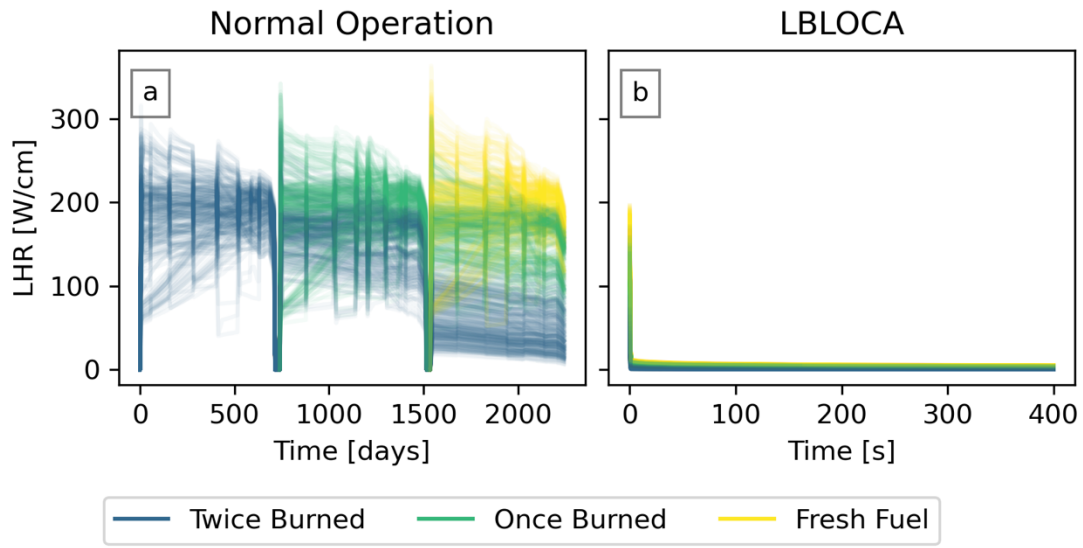 Normal Operation
LBLOCA
a
b
LHR [W/cm]
300
200
100
0
0 500 1000 1500 2000
0 100 200 300 400
Time [days]
Time [s]
Twice Burned Once Burned Fresh Fuel